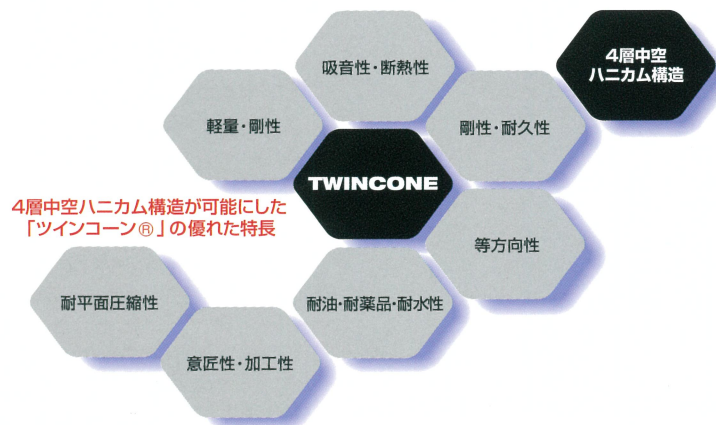 4層中空
ハニカム構造
吸音性・断熱性
軽量・剛性
剛性・耐久性
TWINCONE
4層中空ハニカム構造が可能にした
「ツインコーン®」の優れた特長
等方向性
耐平面圧縮性
耐油・耐薬品・耐水性
意匠性・加工性